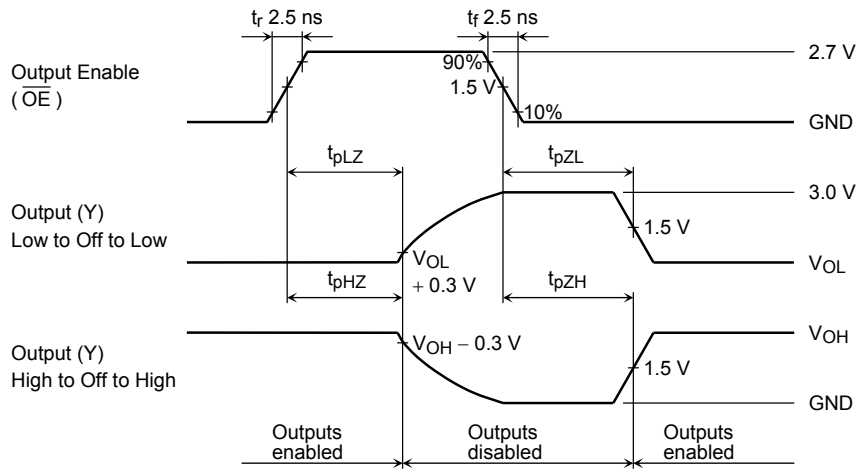 tr 2.5 ns
tf 2.5 ns
2.7 V
Output Enable
( OE )
90%
1.5 V
10%
GND
tpLZ
tpZL
3.0 V
Output (Y)
Low to Off to Low
1.5 V
VOL
+ 0.3 V
VOL
tpHZ
tpZH
VOH
VOH − 0.3 V
Output (Y)
High to Off to High
1.5 V
GND
Outputs
enabled
Outputs
disabled
Outputs
enabled